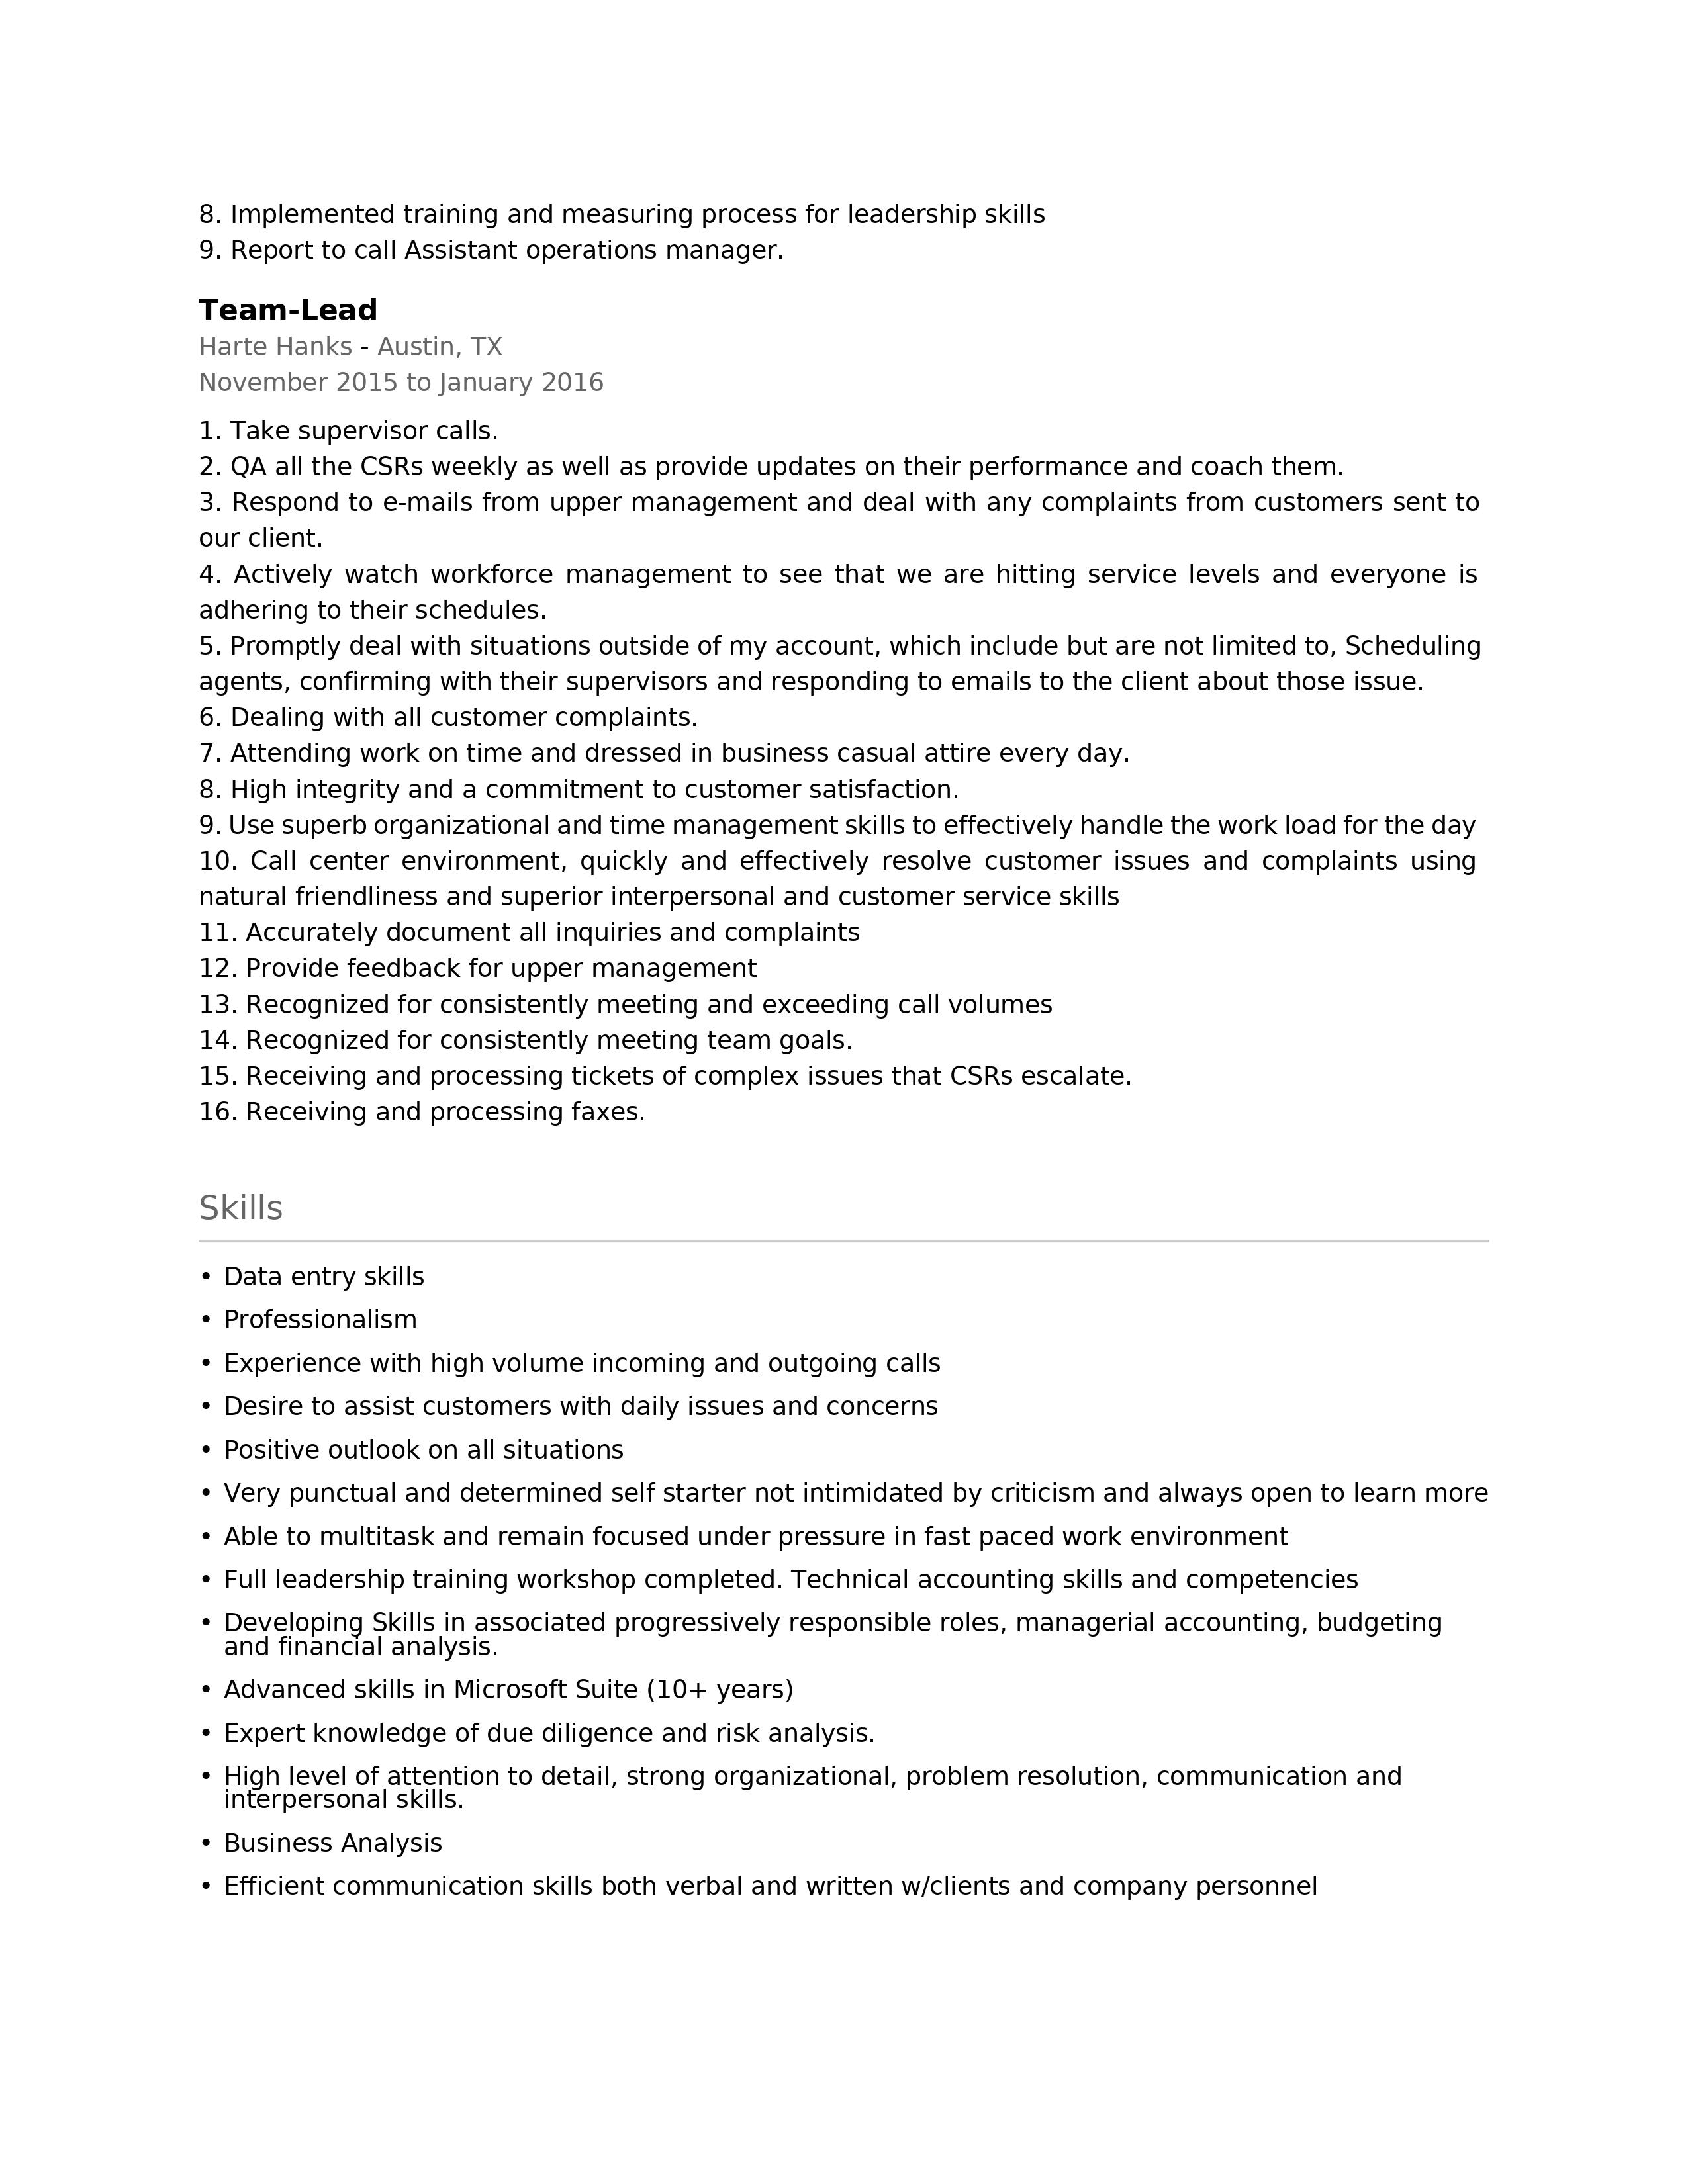 8. Implemented training and measuring process for leadership skills
9. Report to call Assistant operations manager.
Team-Lead
Harte Hanks - Austin, TX
November 2015 to January 2016
1. Take supervisor calls.
2. QA all the CSRs weekly as well as provide updates on their performance and coach them.
3. Respond to e-mails from upper management and deal with any complaints from customers sent to
our client.
4. Actively watch workforce management to see that we are hitting service levels and everyone is
adhering to their schedules.
5. Promptly deal with situations outside of my account, which include but are not limited to, Scheduling
agents, confirming with their supervisors and responding to emails to the client about those issue.
6. Dealing with all customer complaints.
7. Attending work on time and dressed in business casual attire every day.
8. High integrity and a commitment to customer satisfaction.
9. Use superb organizational and time management skills to effectively handle the work load for the day
10. Call center environment, quickly and effectively resolve customer issues and complaints using
natural friendliness and superior interpersonal and customer service skills
11. Accurately document all inquiries and complaints
12. Provide feedback for upper management
13. Recognized for consistently meeting and exceeding call volumes
14. Recognized for consistently meeting team goals.
15. Receiving and processing tickets of complex issues that CSRs escalate.
16. Receiving and processing faxes.
Skills
• Data entry skills
• Professionalism
• Experience with high volume incoming and outgoing calls
• Desire to assist customers with daily issues and concerns
• Positive outlook on all situations
• Very punctual and determined self starter not intimidated by criticism and always open to learn more
• Able to multitask and remain focused under pressure in fast paced work environment
• Full leadership training workshop completed. Technical accounting skills and competencies
• Developing Skills in associated progressively responsible roles, managerial accounting, budgeting
and financial analysis.
• Advanced skills in Microsoft Suite (10+ years)
• Expert knowledge of due diligence and risk analysis.
• High level of attention to detail, strong organizational, problem resolution, communication and
interpersonal skills.
• Business Analysis
• Efficient communication skills both verbal and written w/clients and company personnel